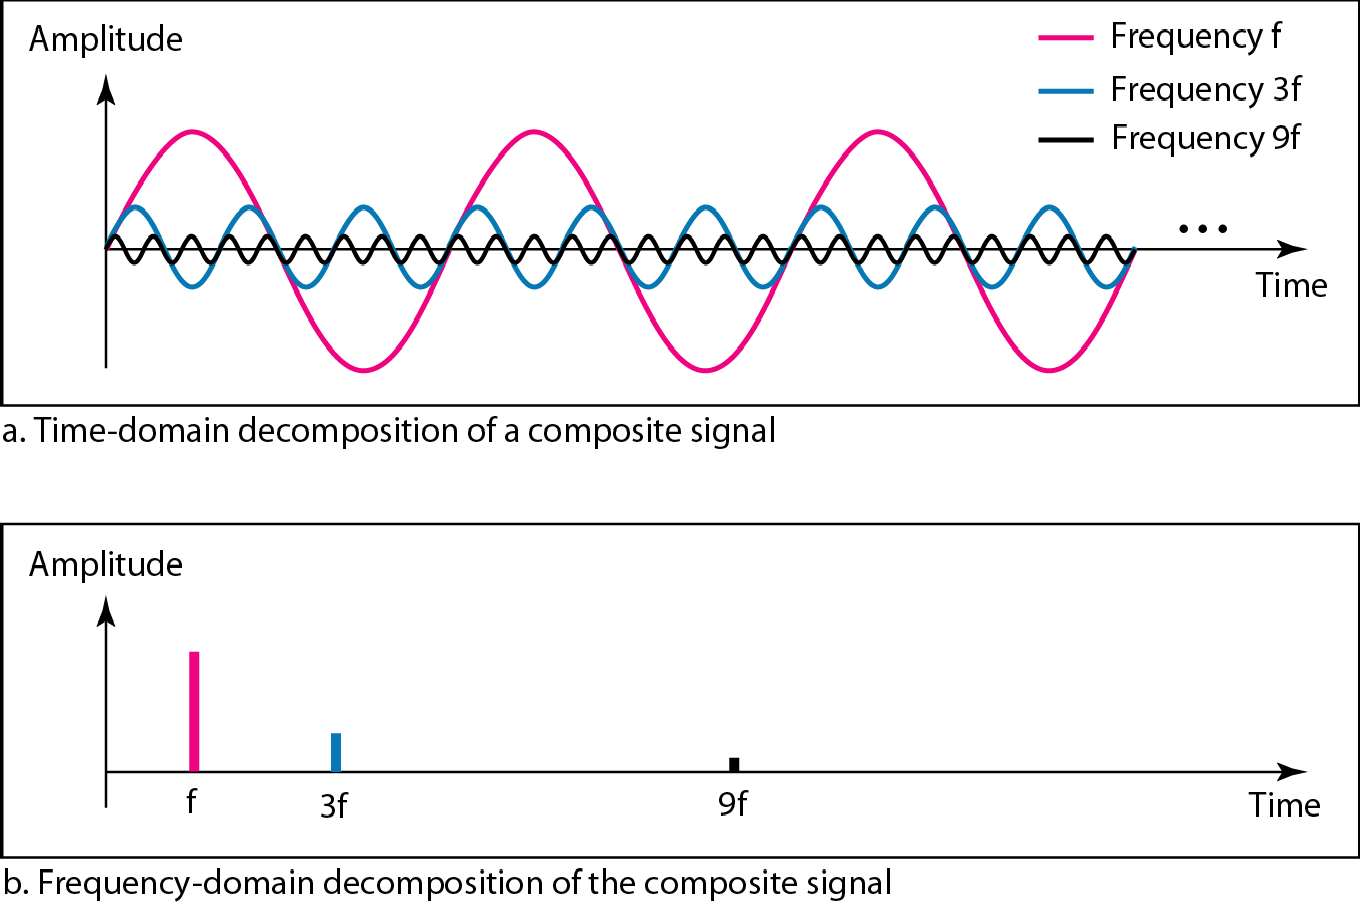 Amplitude
Frequency f
Frequency 3f
Frequency 9f
...
Time
a. Time-domain decomposition of a composite signal
Amplitude
f
3f
9f
Time
b. Frequency-domain decomposition of the composite signal